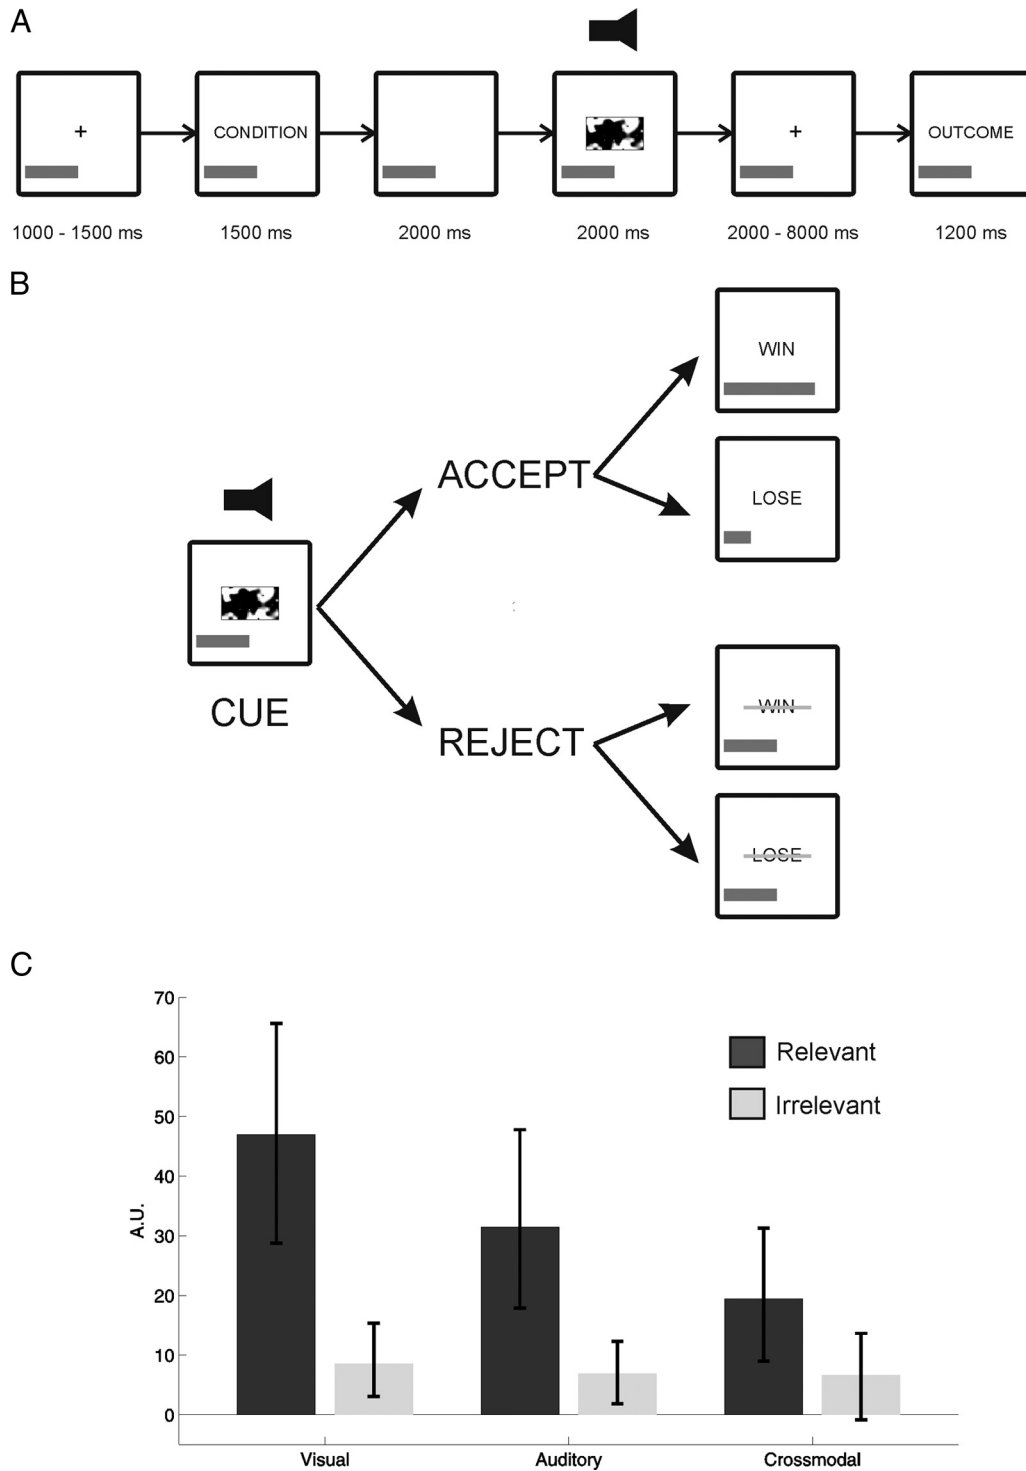 A
+
CONDITION
+
OUTCOME
1000 - 1500 ms
1500 ms
2000 ms
2000 ms
2000 - 8000 ms
1200 ms
B
WIN
ACCEPT
LOSE
CUE
WIN
REJECT
LOSE
C
70
60
50
40
30
20
10
0
A.U.
Relevant
Irrelevant
Visual
Auditory
Crossmodal